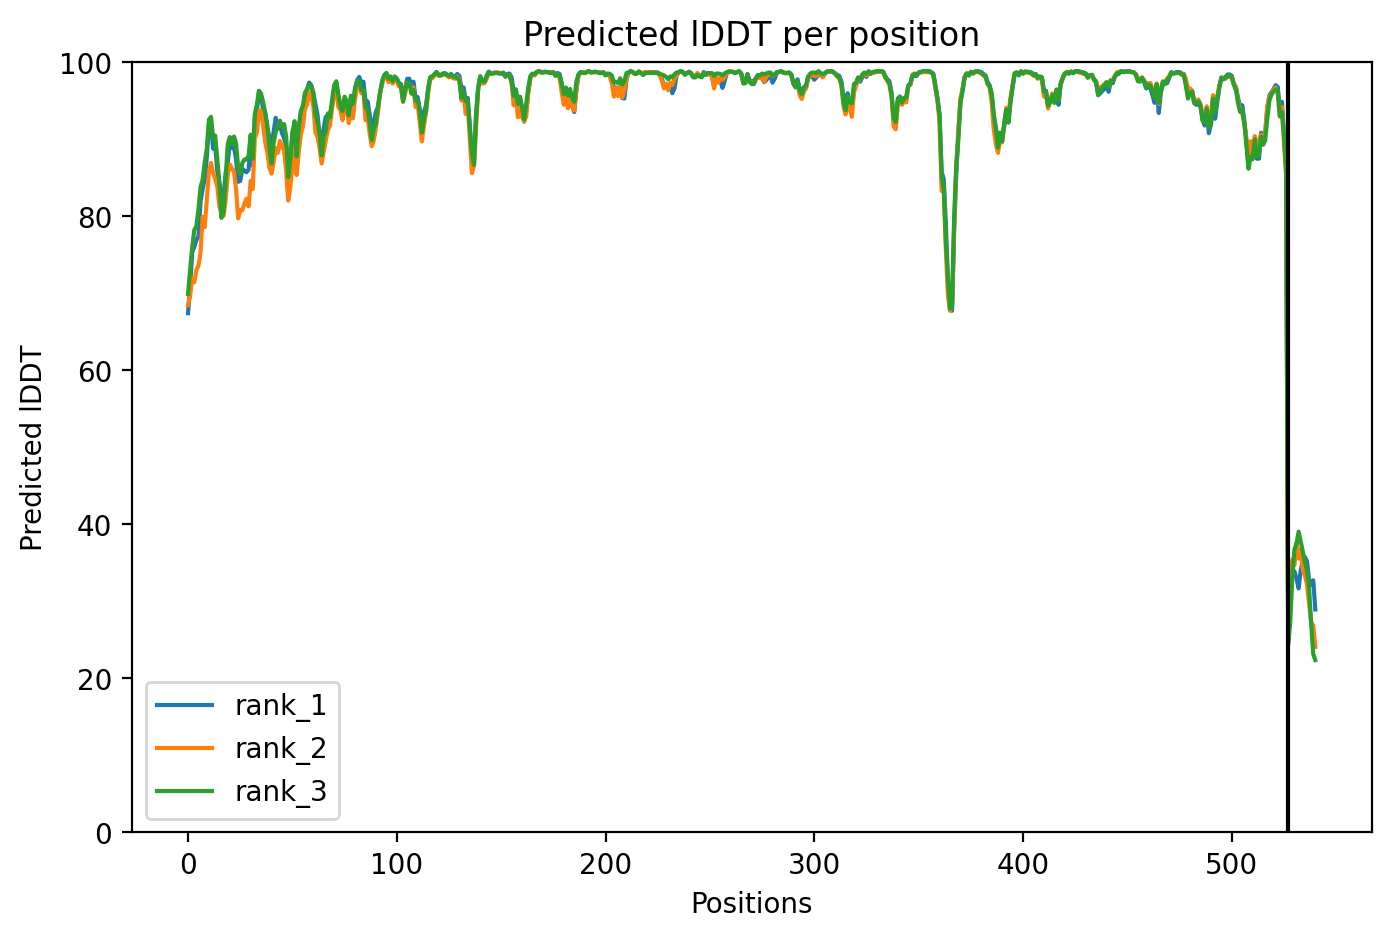 Predicted lDDT per position
100
80
60
40
20
0
Predicted lDDT
rank_1
rank_2
rank_3
0 100 200 300 400 500
Positions